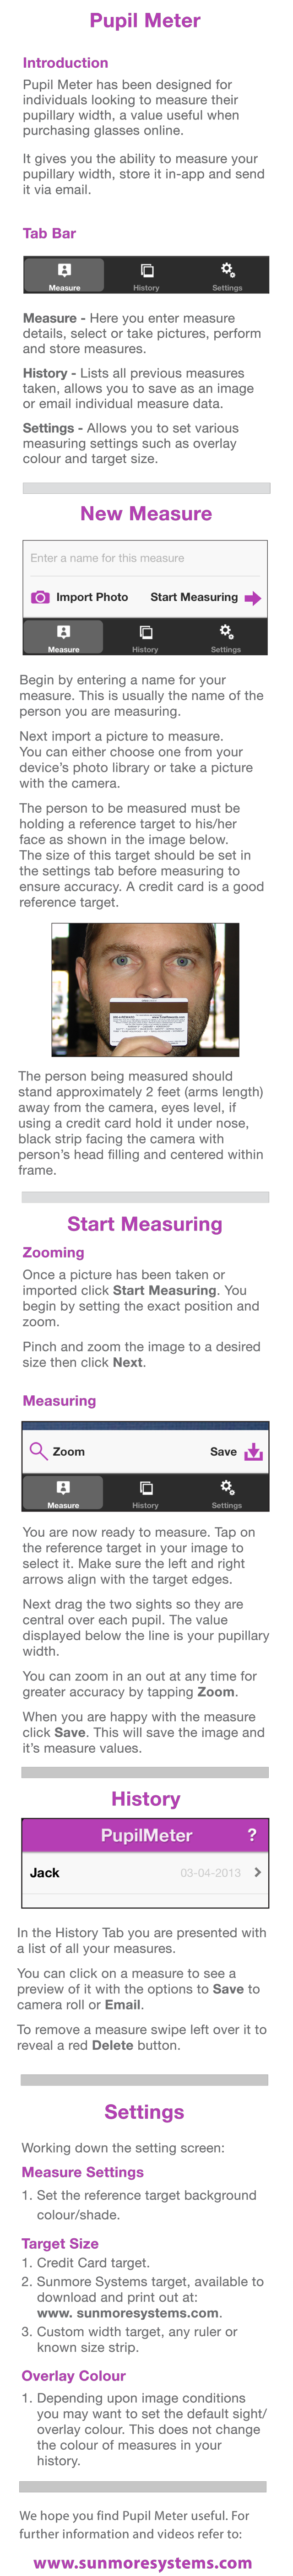 Pupil Meter
Introduction
Pupil Meter has been designed for
individuals looking to measure their
pupillary width, a value useful when
purchasing glasses online.
It gives you the ability to measure your
pupillary width, store it in-app and send
it via email.
Tab Bar
Measure History Settings
Measure - Here you enter measure
details, select or take pictures, perform
and store measures.
History - Lists all previous measures
taken, allows you to save as an image
or email individual measure data.
Settings - Allows you to set various
measuring settings such as overlay
colour and target size.
New Measure
Enter a name for this measure
Import Photo Start Measuring
Measure History Settings
Begin by entering a name for your
measure. This is usually the name of the
person you are measuring.
Next import a picture to measure.
You can either choose one from your
device's photo library or take a picture
with the camera.
The person to be measured must be
holding a reference target to his/her
face as shown in the image below.
The size of this target should be set in
the settings tab before measuring to
ensure accuracy. A credit card is a good
reference target.
The person being measured should
stand approximately 2 feet (arms length)
away from the camera, eyes level, if
using a credit card hold it under nose,
black strip facing the camera with
person's head filling and centered within
frame.
Start Measuring
Zooming
Once a picture has been taken or
imported click Start Measuring. You
begin by setting the exact position and
zoom.
Pinch and zoom the image to a desired
size then click Next.
Measuring
Zoom Save
Measure History Settings
You are now ready to measure. Tap on
the reference target in your image to
select it. Make sure the left and right
arrows align with the target edges.
Next drag the two sights so they are
central over each pupil. The value
displayed below the line is your pupillary
width.
You can zoom in an out at any time for
greater accuracy by tapping Zoom.
When you are happy with the measure
click Save. This will save the image and
it's measure values.
History
PupilMeter ?
Jack 03-04-2013
In the History Tab you are presented with
a list of all your measures.
You can click on a measure to see a
preview of it with the options to Save to
camera roll or Email.
To remove a measure swipe left over it to
reveal a red Delete button.
Settings
Working down the setting screen:
Measure Settings
1. Set the reference target background
colour/shade.
Target Size
1. Credit Card target.
2. Sunmore Systems target, available to
download and print out at:
www. sunmoresystems.com.
3. Custom width target, any ruler or
known size strip.
Overlay Colour
1. Depending upon image conditions
you may want to set the default sight/
overlay colour. This does not change
the colour of measures in your
history.
We hope you find Pupil Meter useful. For
further information and videos refer to:
www.sunmoresystems.com